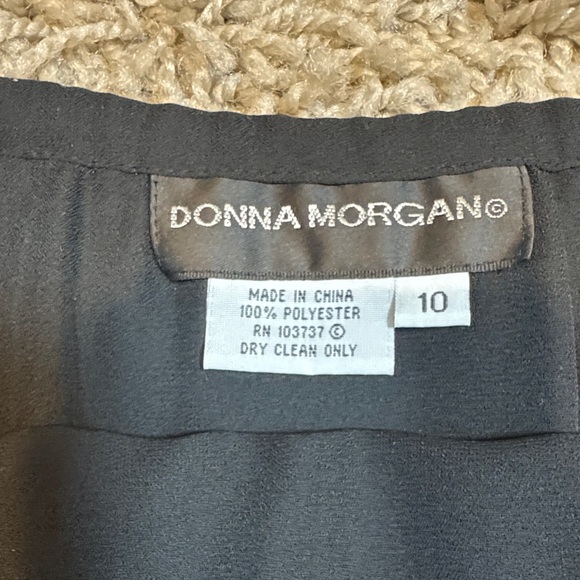 DONNA MORGAN©
MADE IN CHINA
100% POLYESTER
RN 103737 ©
DRY CLEAN ONLY
10